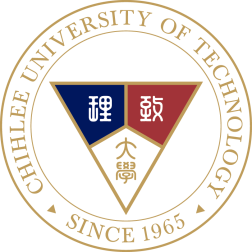 CHIHLEE UNIVERSITY OF TECHNOLOGY
理致
大學
SINCE 1965